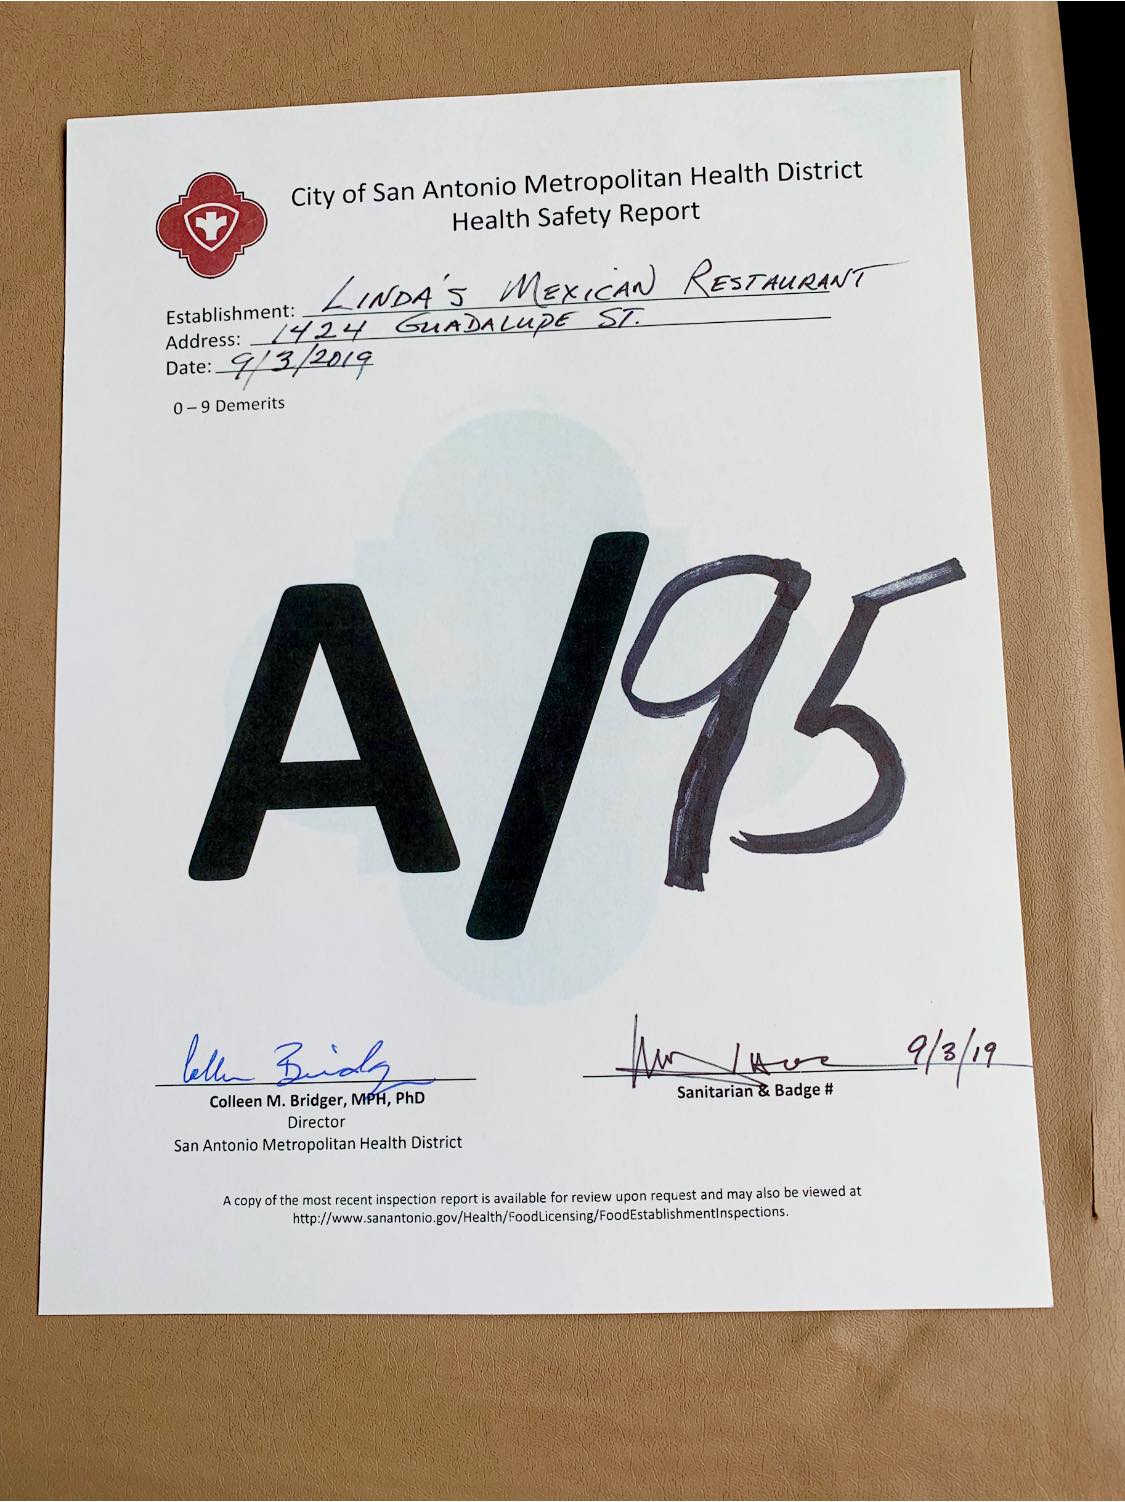 City of San Antonio Metropolitan Health District
Health Safety Report
Establishment: LINDA'S MEXICAN RESTAURANT
Address: 1424 GUADALUPE ST.
Date: 9/3/2019
0 – 9 Demerits
A/95
Colleen Bridger
9/3/19
Colleen M. Bridger, MPH, PhD
Sanitarian & Badge #
Director
San Antonio Metropolitan Health District
A copy of the most recent inspection report is available for review upon request and may also be viewed at
http://www.sanantonio.gov/Health/FoodLicensing/FoodEstablishmentInspections.